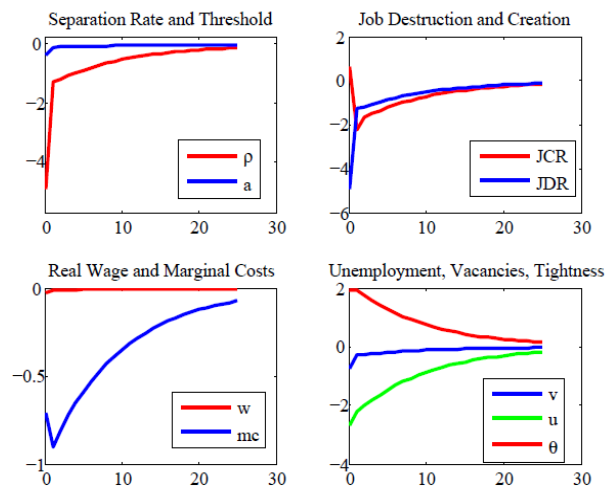 Separation Rate and Threshold
0
−2
−4
0 10 20 30
ρ
a
Job Destruction and Creation
2
0
−2
−4
−6
0 10 20 30
JCR
JDR
Real Wage and Marginal Costs
0
−0.5
−1
0 10 20 30
w
mc
Unemployment, Vacancies, Tightness
2
0
−2
−4
0 10 20 30
v
u
θ